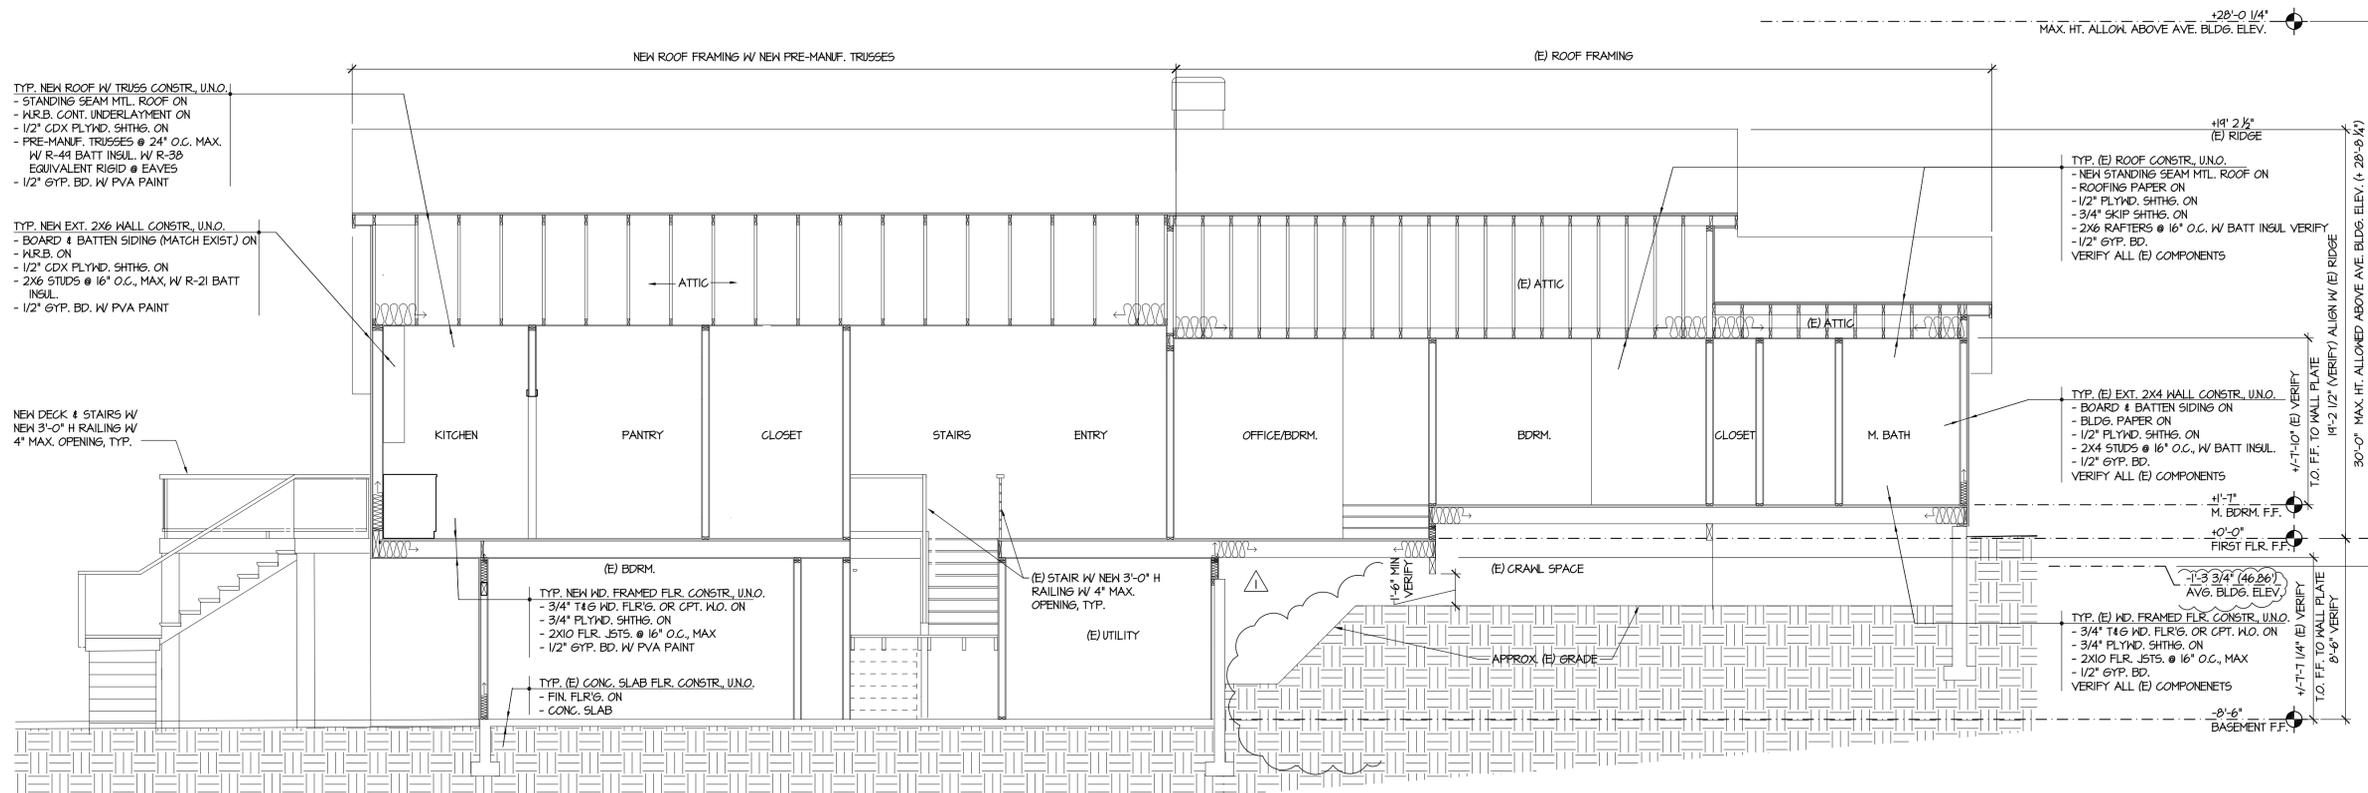 +28'-0 1/4"
MAX. HT. ALLOW. ABOVE AVE. BLDG. ELEV.
NEW ROOF FRAMING W/ NEW PRE-MANUF. TRUSSES
(E) ROOF FRAMING
TYP. NEW ROOF W/ TRUSS CONSTR., U.N.O.
- STANDING SEAM MTL. ROOF ON
- W.R.B. CONT. UNDERLAYMENT ON
- 1/2" CDX PLYWD. SHTHG. ON
- PRE-MANUF. TRUSSES @ 24" O.C. MAX.
W/ R-49 BATT INSUL. W/ R-38
EQUIVALENT RIGID @ EAVES
- 1/2" GYP. BD. W/ PVA PAINT
TYP. NEW EXT. 2X6 WALL CONSTR., U.N.O.
- BOARD & BATTEN SIDING (MATCH EXIST.) ON
- W.R.B. ON
- 1/2" CDX PLYWD. SHTHG. ON
- 2X6 STUDS @ 16" O.C., MAX, W/ R-21 BATT
INSUL.
- 1/2" GYP. BD. W/ PVA PAINT
NEW DECK & STAIRS W/
NEW 3'-0" H RAILING W/
4" MAX. OPENING, TYP.
ATTIC
(E) ATTIC
(E) ATTIC
KITCHEN
PANTRY
CLOSET
STAIRS
ENTRY
OFFICE/BDRM.
BDRM.
CLOSET
M. BATH
(E) BDRM.
TYP. NEW WD. FRAMED FLR. CONSTR., U.N.O.
- 3/4" T&G WD. FLR'G. OR CPT. W.O. ON
- 3/4" PLYWD. SHTHG. ON
- 2X10 FLR. JSTS. @ 16" O.C., MAX
- 1/2" GYP. BD. W/ PVA PAINT
TYP. (E) CONC. SLAB FLR. CONSTR., U.N.O.
- FIN. FLR'G. ON
- CONC. SLAB
(E) STAIR W/ NEW 3'-0" H
RAILING W/ 4" MAX.
OPENING, TYP.
(E) UTILITY
1
1'-6" MIN
VERIFY
(E) CRAWL SPACE
APPROX. (E) GRADE
+19' 2 1/2"
(E) RIDGE
TYP. (E) ROOF CONSTR., U.N.O.
- NEW STANDING SEAM MTL. ROOF ON
- ROOFING PAPER ON
- 1/2" PLYWD. SHTHG. ON
- 3/4" SKIP SHTHG. ON
- 2X6 RAFTERS @ 16" O.C. W/ BATT INSUL VERIFY
- 1/2" GYP. BD.
VERIFY ALL (E) COMPONENTS
TYP. (E) EXT. 2X4 WALL CONSTR., U.N.O.
- BOARD & BATTEN SIDING ON
- BLDG. PAPER ON
- 1/2" PLYWD. SHTHG. ON
- 2X4 STUDS @ 16" O.C., W/ BATT INSUL.
- 1/2" GYP. BD.
VERIFY ALL (E) COMPONENTS
+1'-7"
M. BDRM. F.F.
+0'-0"
FIRST FLR. F.F.
-1'-3 3/4" (46.86')
AVG. BLDG. ELEV.
TYP. (E) WD. FRAMED FLR. CONSTR., U.N.O.
- 3/4" T&G WD. FLR'G. OR CPT. W.O. ON
- 3/4" PLYWD. SHTHG. ON
- 2X10 FLR. JSTS. @ 16" O.C., MAX
- 1/2" GYP. BD.
VERIFY ALL (E) COMPONENETS
-8'-6"
BASEMENT F.F.
+/-7'-10" (E) VERIFY
T.O. F.F. TO WALL PLATE
19'-2 1/2" (VERIFY) ALIGN W/ (E) RIDGE
30'-0" MAX. HT. ALLOWED ABOVE AVE. BLDG. ELEV. (+ 28'-8 1/4")
+/-7'-7 1/4" (E) VERIFY
T.O. F.F. TO WALL PLATE
8'-6" VERIFY